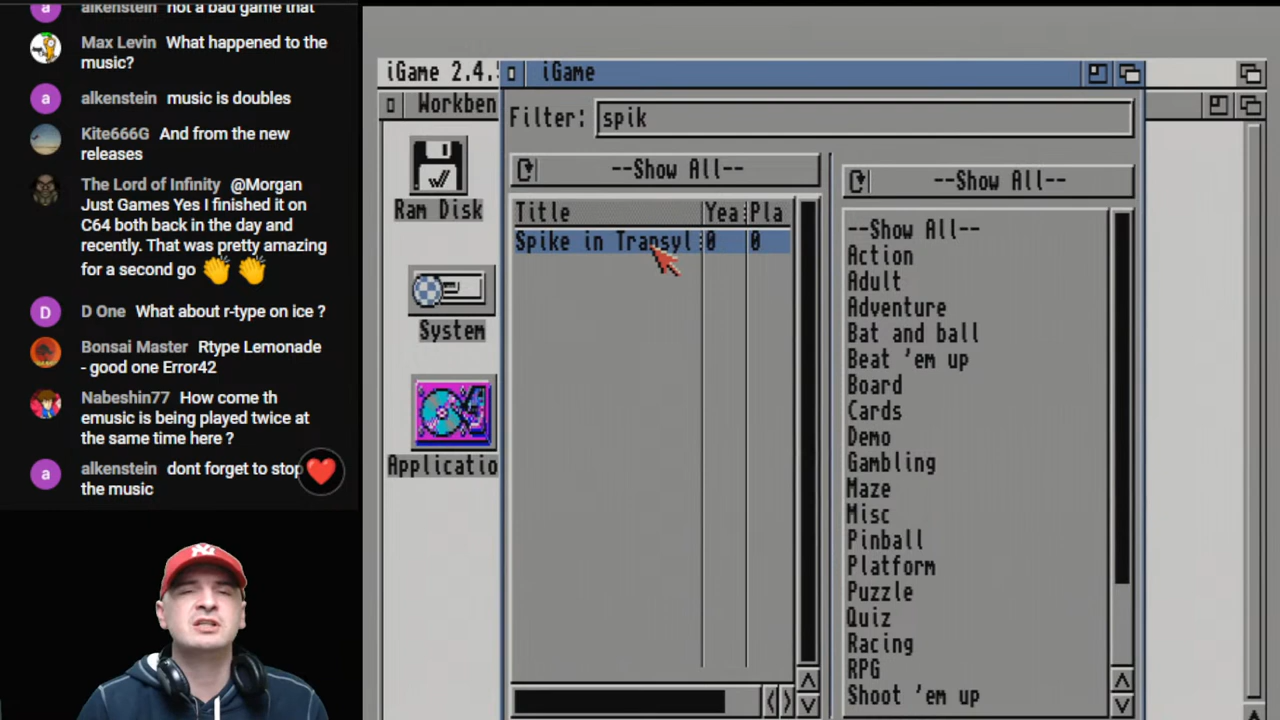 alkenstein not a bad game that
Max Levin What happened to the
music?
alkenstein music is doubles
Kite666G And from the new
releases
The Lord of Infinity @Morgan
Just Games Yes I finished it on
C64 both back in the day and
recently. That was pretty amazing
for a second go
D One What about r-type on ice ?
Bonsai Master Rtype Lemonade
- good one Error42
Nabeshin77 How come th
emusic is being played twice at
the same time here ?
alkenstein dont forget to stop
the music
iGame 2.4.
iGame
Workben
Filter: spik
Ram Disk
System
Applicatio
--Show All--
Title Yea Pla
Spike in Transyl 0 0
--Show All--
--Show All--
Action
Adult
Adventure
Bat and ball
Beat 'em up
Board
Cards
Demo
Gambling
Maze
Misc
Pinball
Platform
Puzzle
Quiz
Racing
RPG
Shoot 'em up